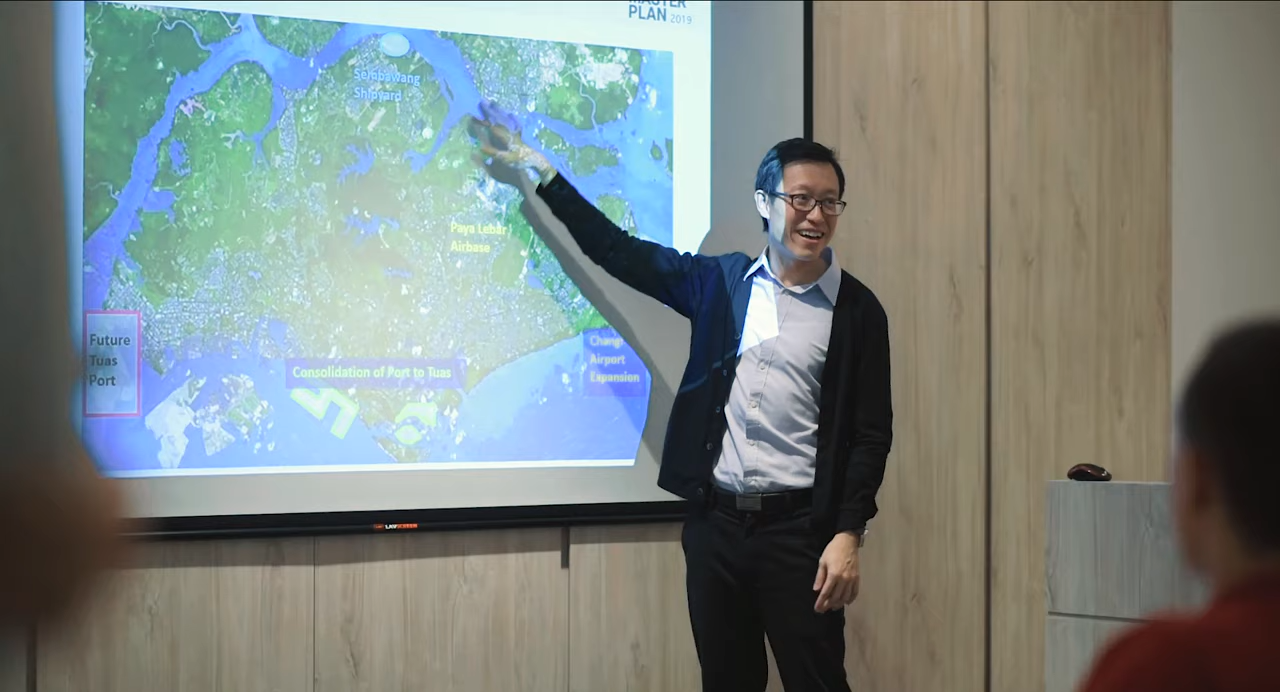 MASTER
PLAN 2019
Sembawang
Shipyard
Paya Lebar
Airbase
Future
Tuas
Port
Consolidation of Port to Tuas
Changi
Airport
Expansion